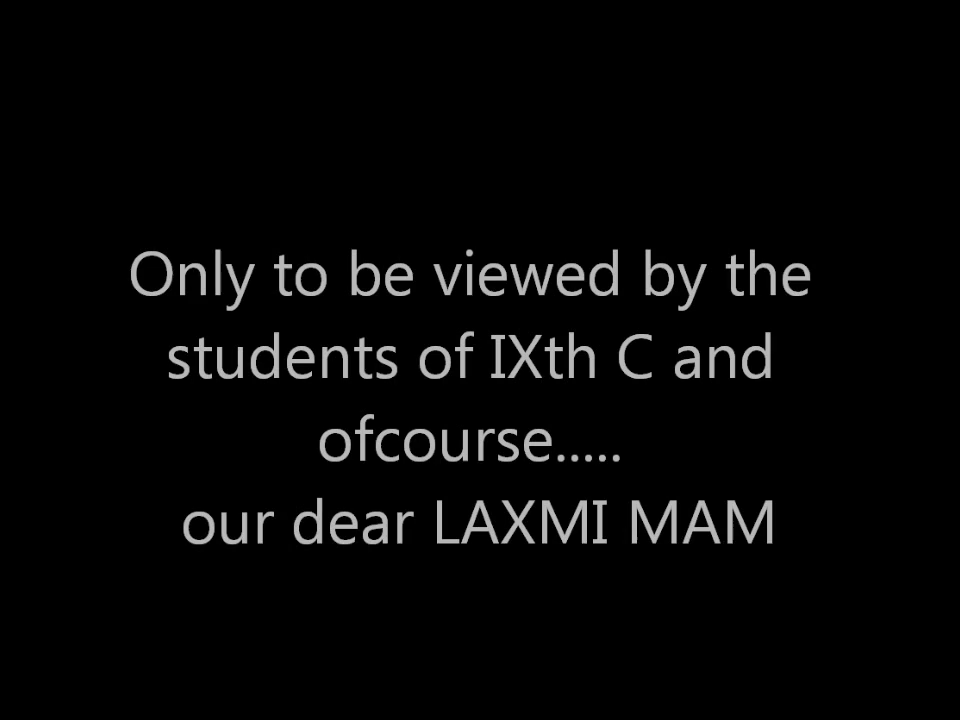 Only to be viewed by the
students of IXth C and
ofcourse.....
our dear LAXMI MAM